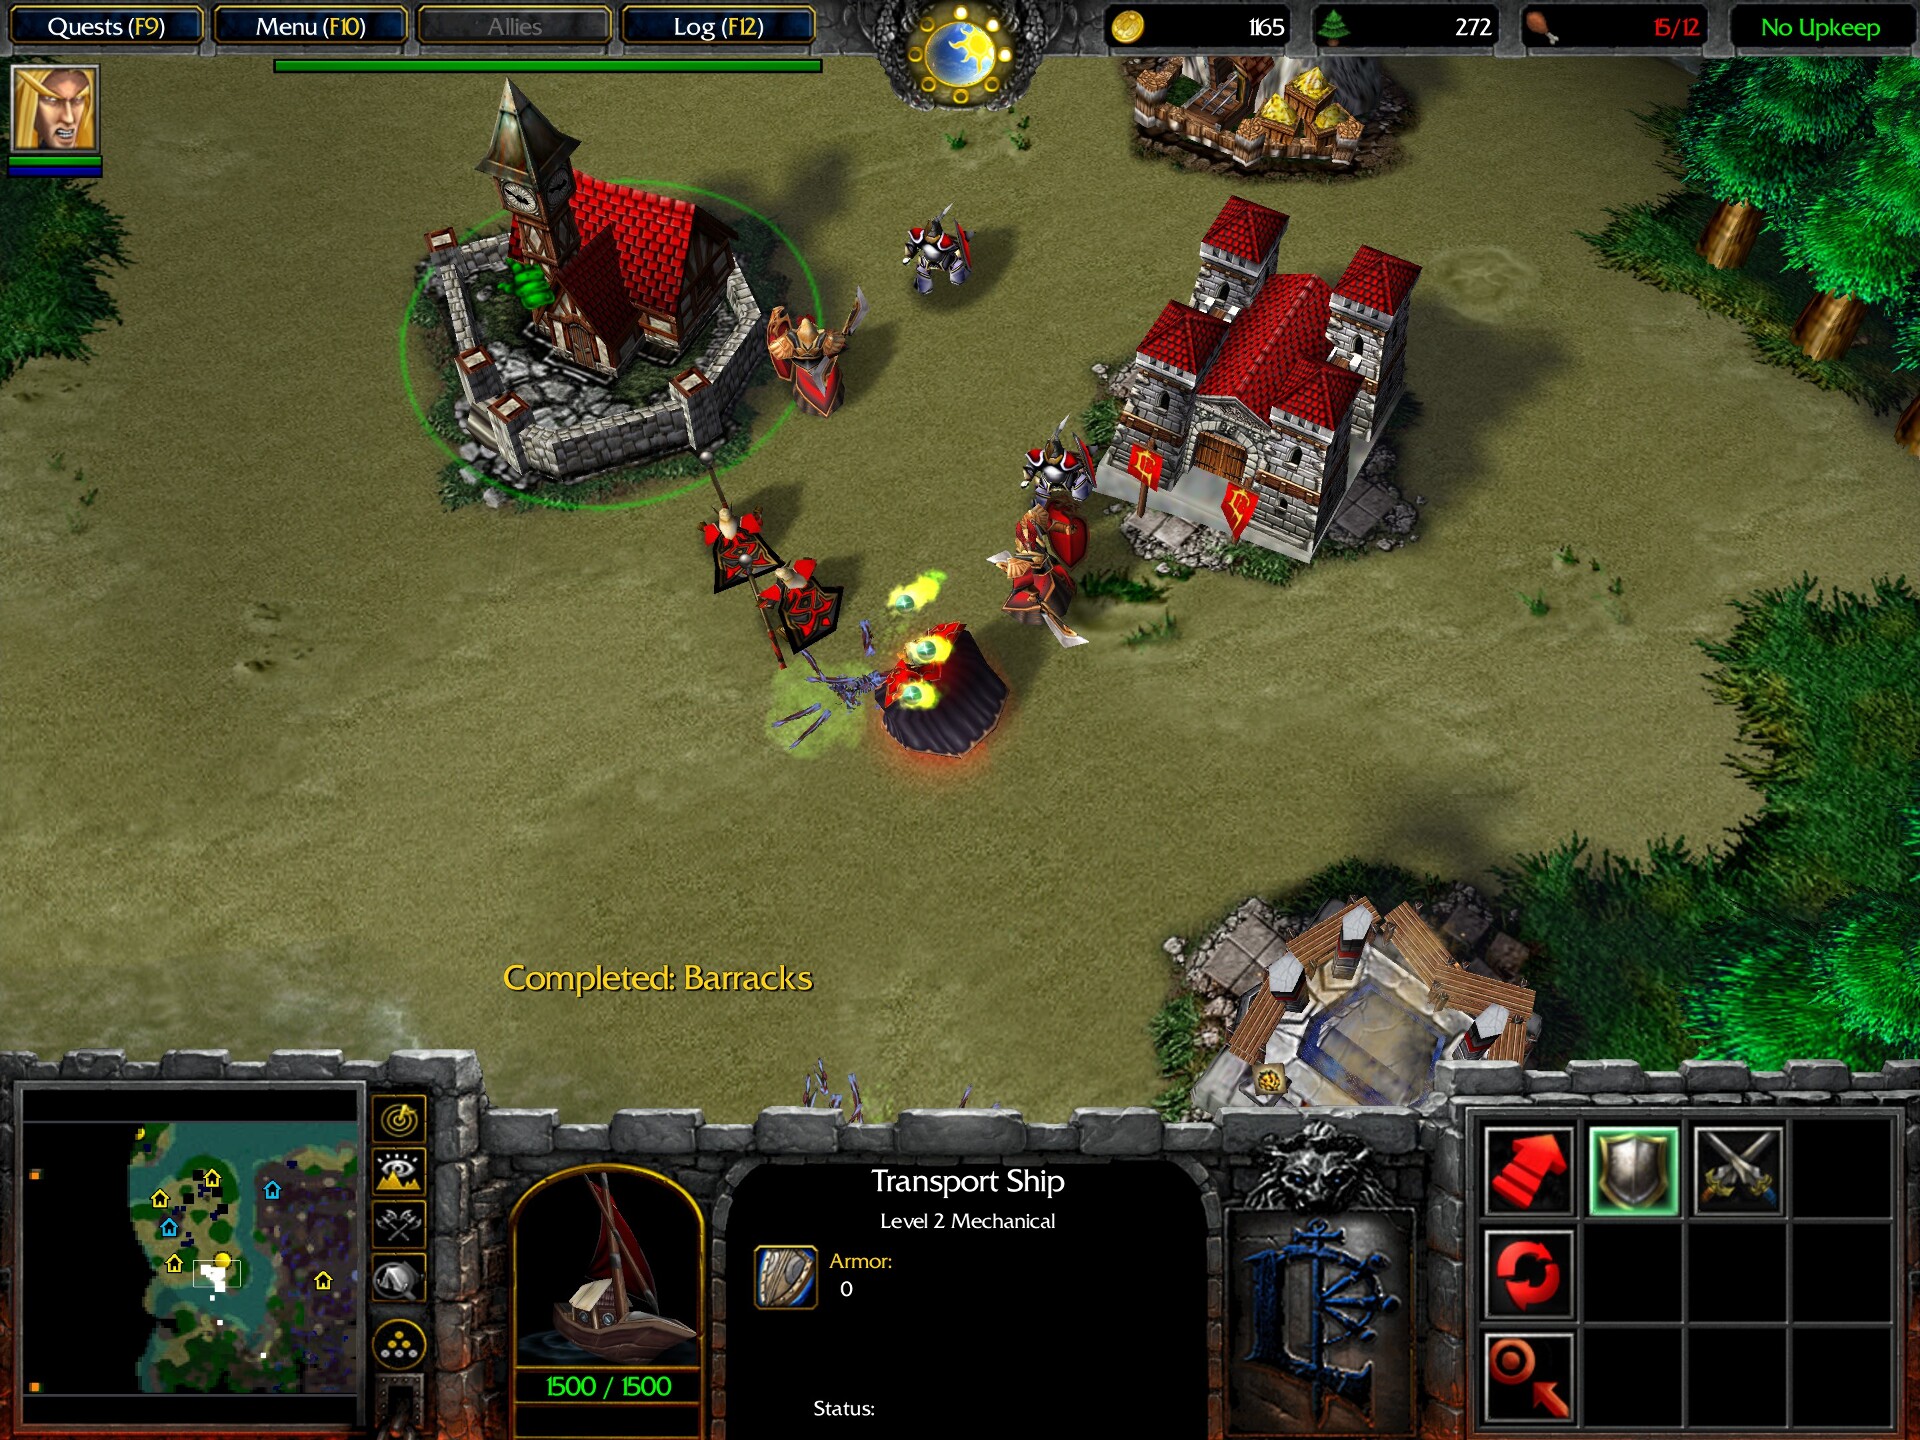 Quests (F9)
Menu (F10)
Allies
Log (F12)
1165
272
15/12
No Upkeep
Completed: Barracks
Transport Ship
Level 2 Mechanical
Armor:
0
1500 / 1500
Status: